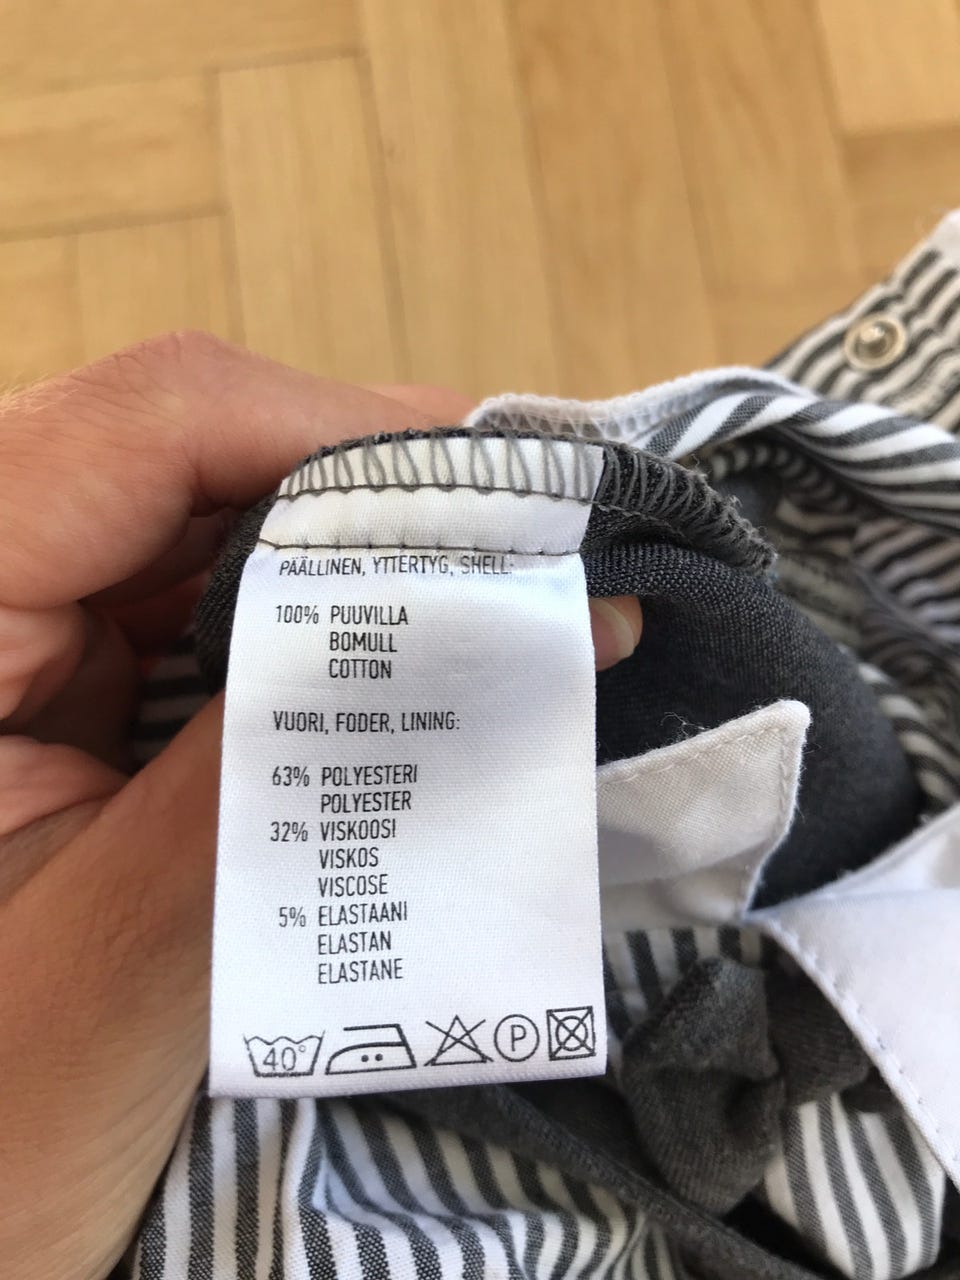 PÄÄLLINEN, YTTERTYG, SHELL:
100% PUUVILLA
BOMULL
COTTON
VUORI, FODER, LINING:
63% POLYESTERI
POLYESTER
32% VISKOOSI
VISKOS
VISCOSE
5% ELASTAANI
ELASTAN
ELASTANE
40° P